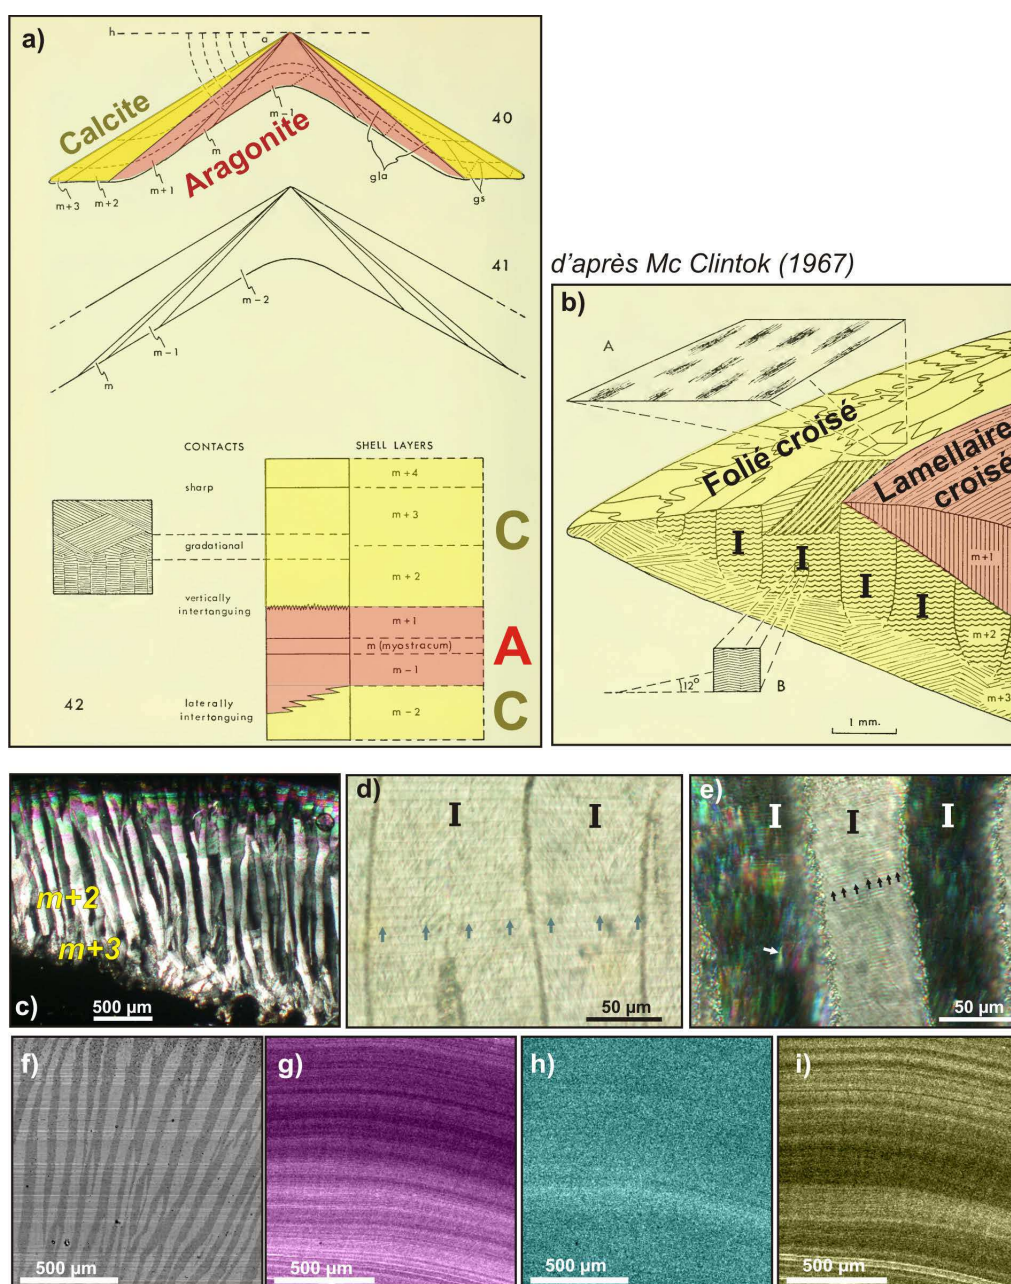 a)
h
a
m – 1
40
Calcite
Aragonite
m
gla
m+1
m+3
m+2
gs
41
m – 2
m – 1
m
d'après Mc Clintok (1967)
b)
A
Folié croisé
Lamellaire
croisé
I
I
I
I
m+1
m+2
m+3
12°
B
1 mm.
CONTACTS
SHELL LAYERS
m + 4
sharp
m + 3
C
gradational
m + 2
vertically
intertonguing
m + 1
m (myostracum)
A
m – 1
42
laterally
intertonguing
m – 2
C
m+2
m+3
c)
500 µm
d)
I
I
50 µm
e)
I
I
I
50 µm
f)
500 µm
g)
500 µm
h)
500 µm
i)
500 µm